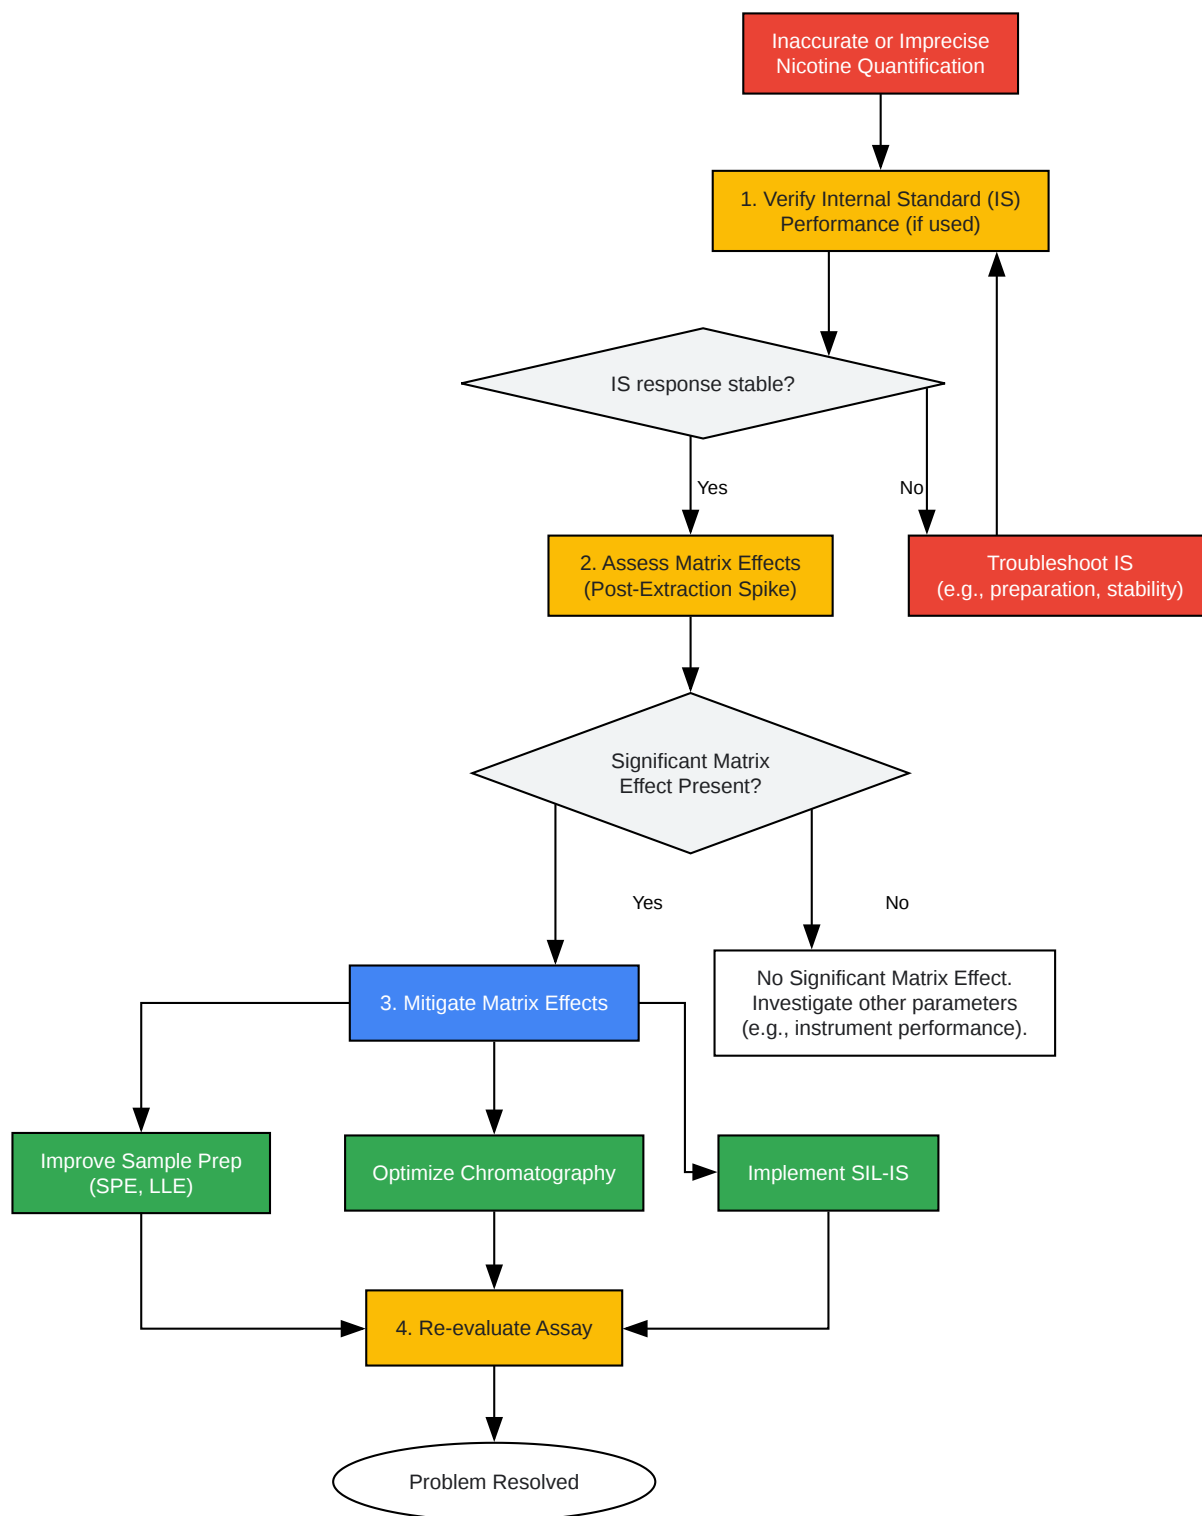 Inaccurate or Imprecise
Nicotine Quantification
1. Verify Internal Standard (IS)
Performance (if used)
IS response stable?
Yes
No
2. Assess Matrix Effects
(Post-Extraction Spike)
Troubleshoot IS
(e.g., preparation, stability)
Significant Matrix
Effect Present?
Yes
No
3. Mitigate Matrix Effects
No Significant Matrix Effect.
Investigate other parameters
(e.g., instrument performance).
Improve Sample Prep
(SPE, LLE)
Optimize Chromatography
Implement SIL-IS
4. Re-evaluate Assay
Problem Resolved